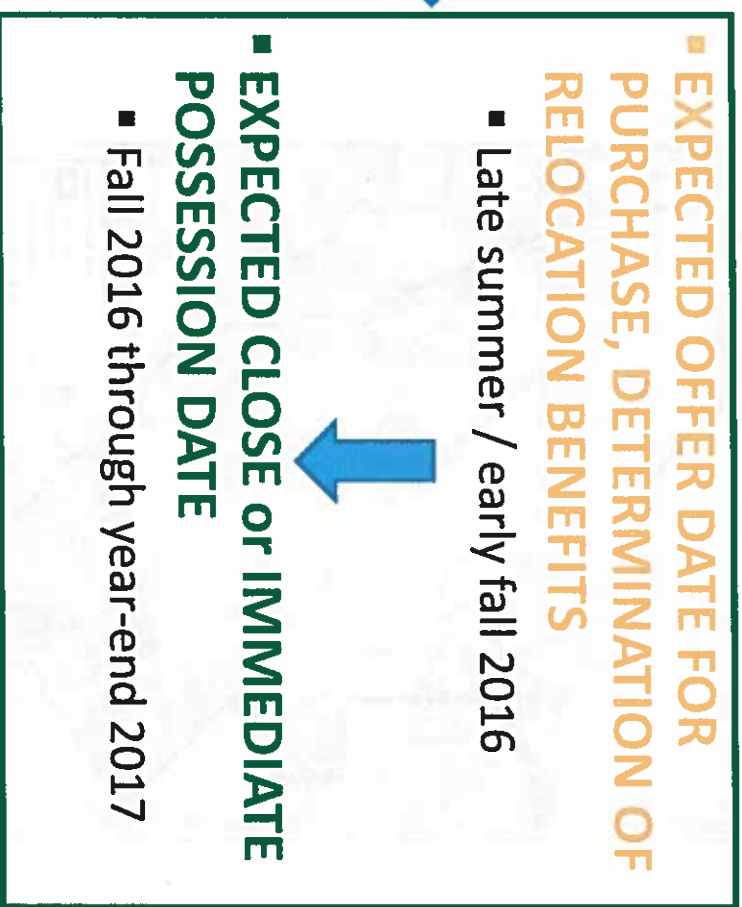 ▪ EXPECTED OFFER DATE FOR
PURCHASE, DETERMINATION OF
RELOCATION BENEFITS
▪ Late summer / early fall 2016
▪ EXPECTED CLOSE or IMMEDIATE
POSSESSION DATE
▪ Fall 2016 through year-end 2017